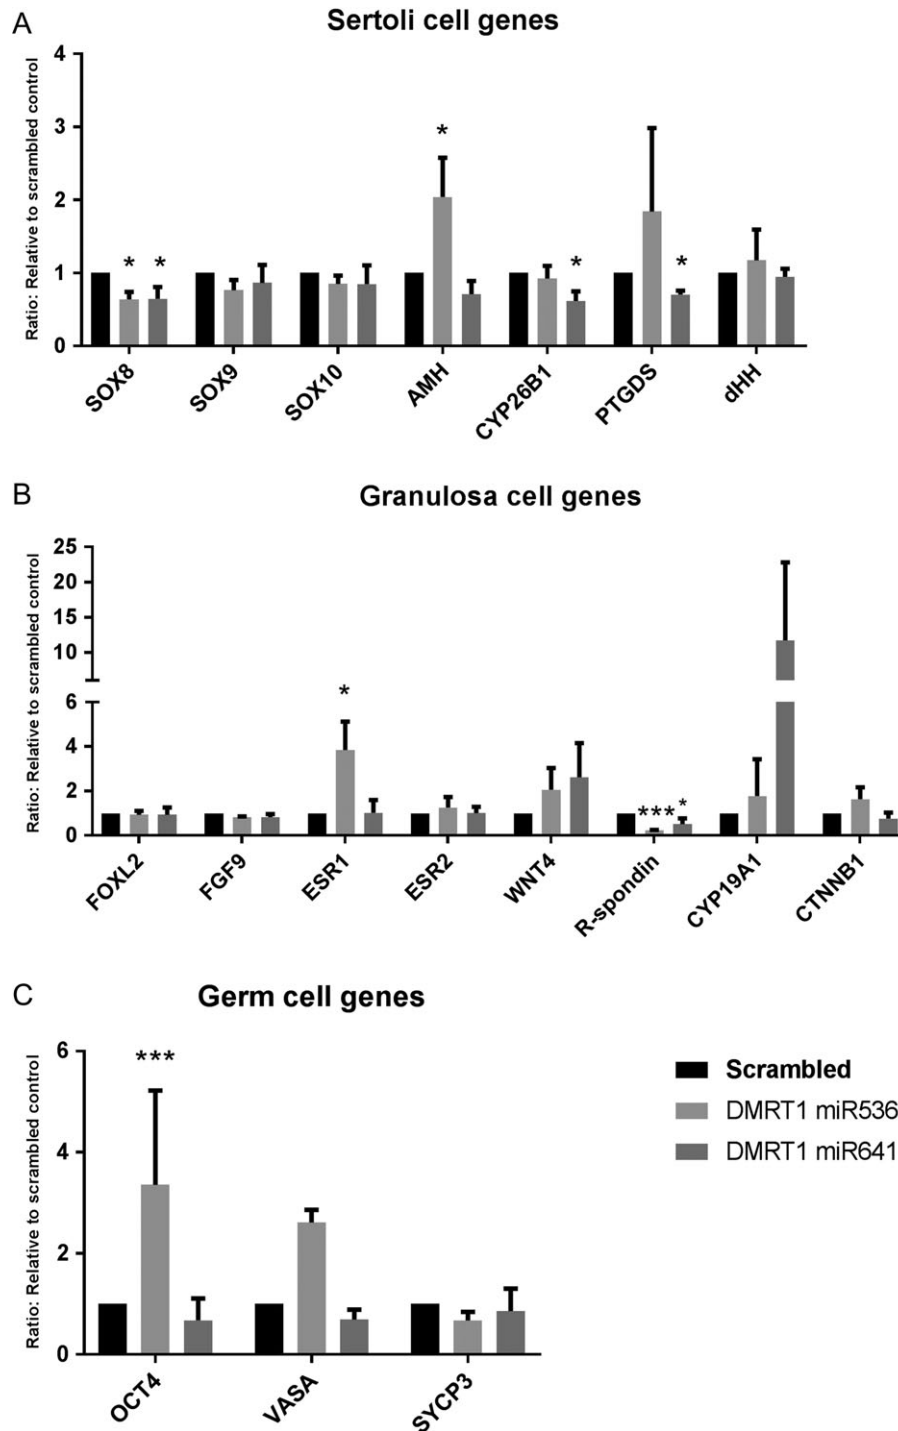 A
Sertoli cell genes
Ratio: Relative to scrambled control
4
3
2
1
0
*
* *
*
*
SOX8 SOX9 SOX10 AMH CYP26B1 PTGDS dHH
B
Granulosa cell genes
Ratio: Relative to scrambled control
25
20
15
10
6
4
2
0
*
*** *
FOXL2 FGF9 ESR1 ESR2 WNT4 R-spondin CYP19A1 CTNNB1
C
Germ cell genes
Ratio: Relative to scrambled control
6
4
2
0
***
OCT4 VASA SYCP3
Scrambled
DMRT1 miR536
DMRT1 miR641